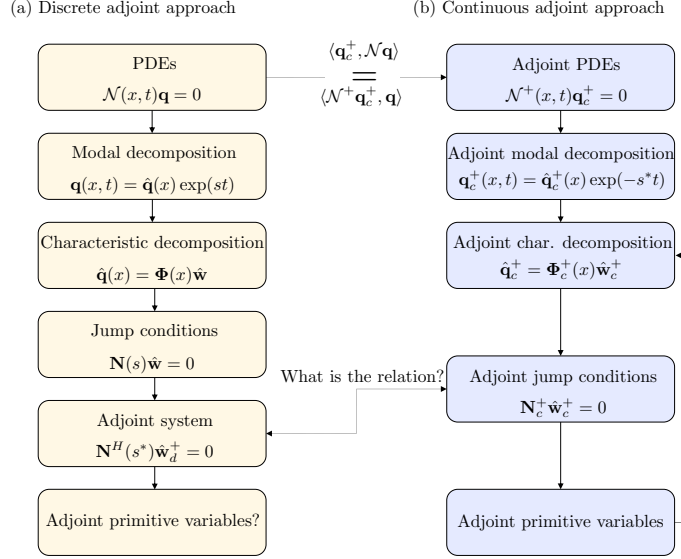 (a) Discrete adjoint approach
PDEs
𝒩(x, t)𝐪 = 0
Modal decomposition
𝐪(x, t) = 𝐪̂(x) exp(st)
Characteristic decomposition
𝐪̂(x) = 𝚽(x)𝐰̂
Jump conditions
𝐍(s)𝐰̂ = 0
Adjoint system
𝐍^H(s*)𝐰̂_d^+ = 0
Adjoint primitive variables?
⟨𝐪_c^+, 𝒩𝐪⟩
=
⟨𝒩^+𝐪_c^+, 𝐪⟩
What is the relation?
(b) Continuous adjoint approach
Adjoint PDEs
𝒩^+(x, t)𝐪_c^+ = 0
Adjoint modal decomposition
𝐪_c^+(x, t) = 𝐪̂_c^+(x) exp(−s*t)
Adjoint char. decomposition
𝐪̂_c^+ = 𝚽_c^+(x)𝐰̂_c^+
Adjoint jump conditions
𝐍_c^+𝐰̂_c^+ = 0
Adjoint primitive variables